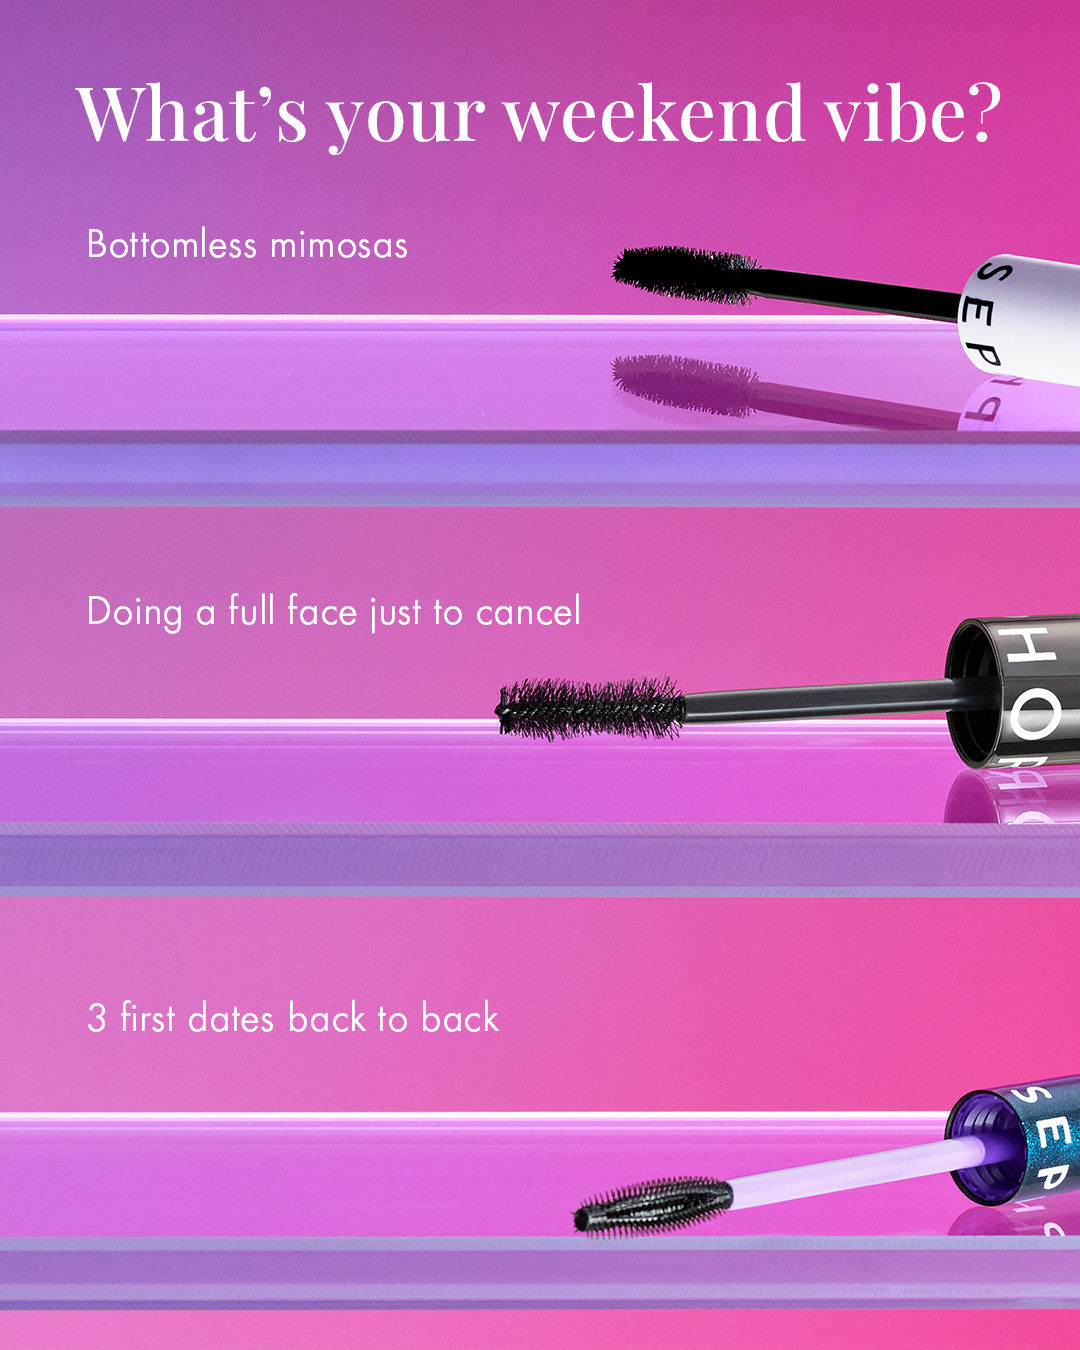 What's your weekend vibe?
Bottomless mimosas
SEP
Doing a full face just to cancel
HO
3 first dates back to back
SEP